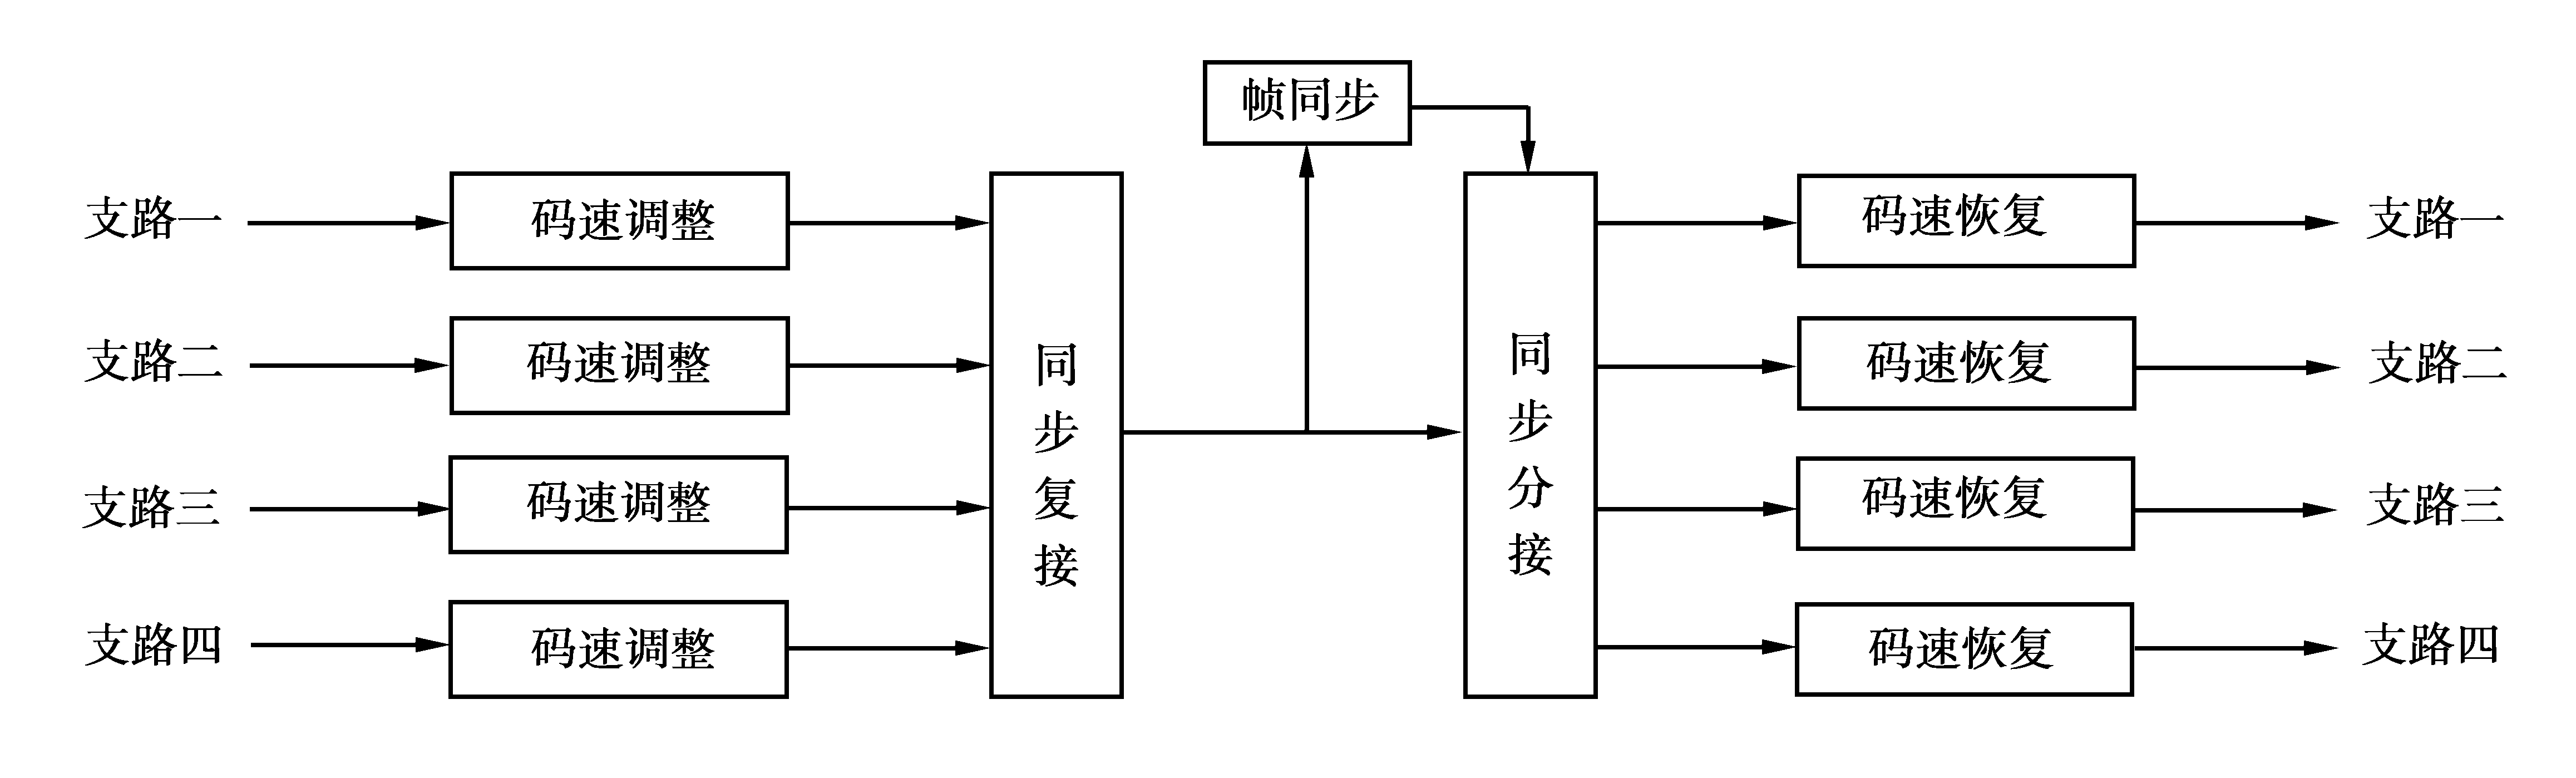 帧同步
支路一
码速调整
码速恢复
支路一
支路二
码速调整
码速恢复
支路二
同步复接
同步分接
支路三
码速调整
码速恢复
支路三
支路四
码速调整
码速恢复
支路四